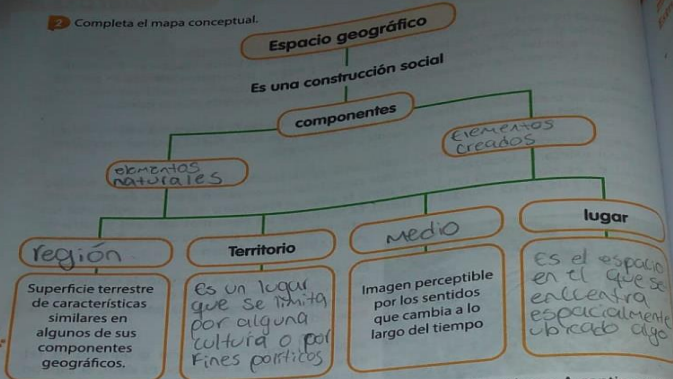 2 Completa el mapa conceptual.
Espacio geográfico
Es una construcción social
componentes
elementos
naturales
Elementos
creados
región
Territorio
Medio
lugar
Superficie terrestre
de características
similares en
algunos de sus
componentes
geográficos.
Es un lugar
que se limita
por alguna
cultura o por
Fines políticos
Imagen perceptible
por los sentidos
que cambia a lo
largo del tiempo
Es el espacio
en el que se
encuentra
espacialmente
ubicado algo